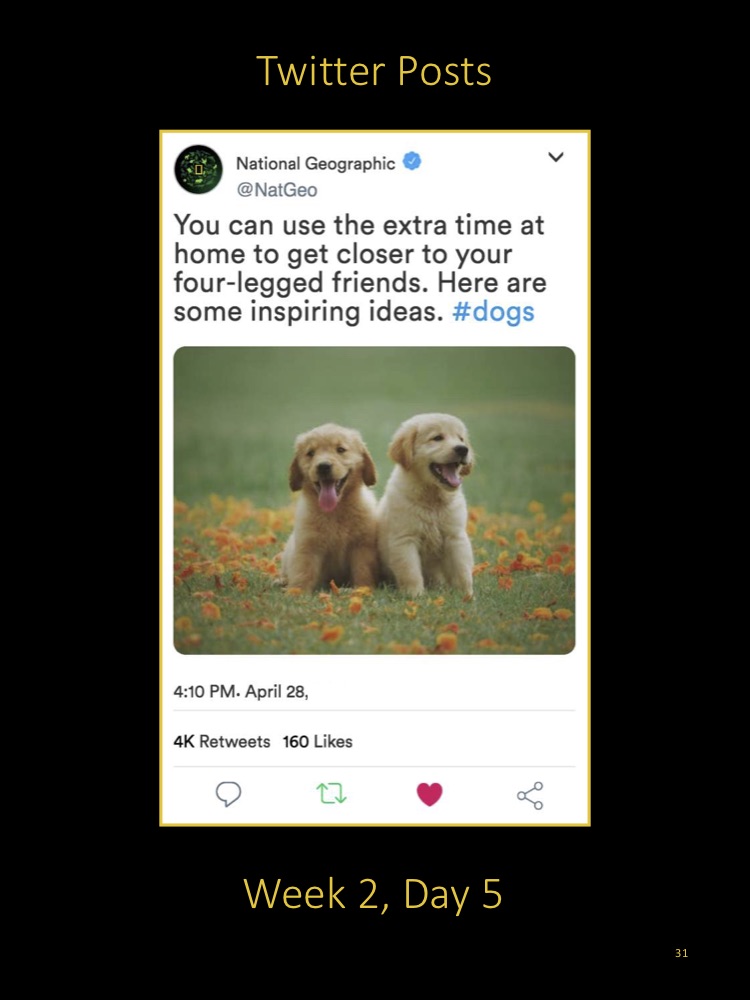 Twitter Posts
National Geographic
@NatGeo
You can use the extra time at
home to get closer to your
four-legged friends. Here are
some inspiring ideas. #dogs
4:10 PM. April 28,
4K Retweets 160 Likes
Week 2, Day 5
31